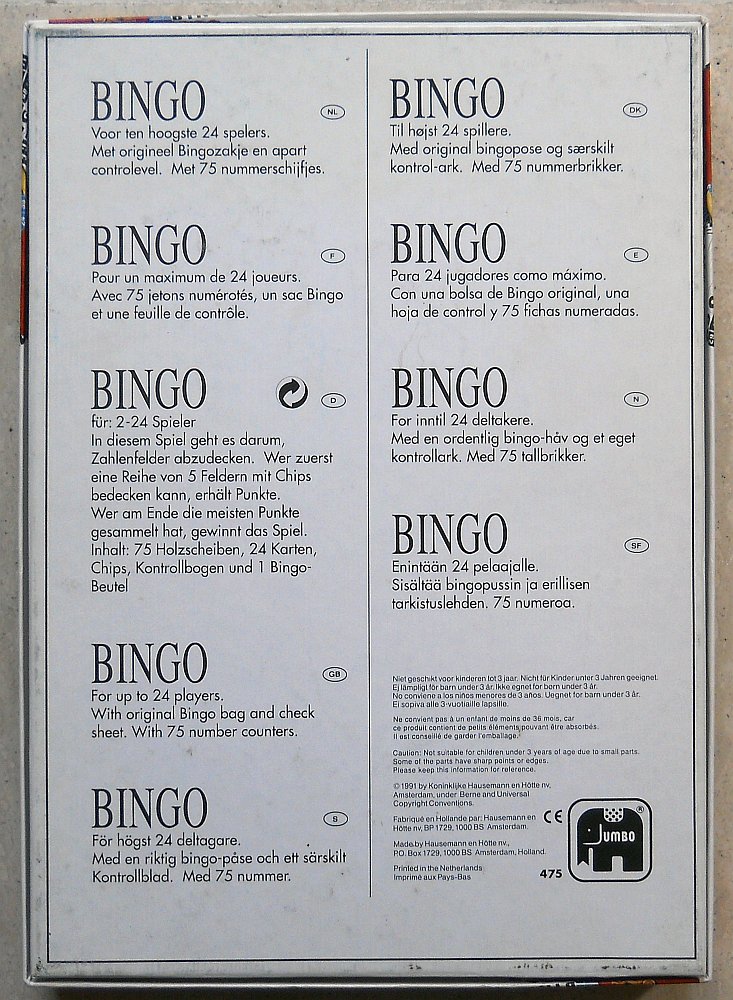 BINGO
NL
Voor ten hoogste 24 spelers.
Met origineel Bingozakje en apart
controlevel. Met 75 nummerschijfjes.
BINGO
F
Pour un maximum de 24 joueurs.
Avec 75 jetons numérotés, un sac Bingo
et une feuille de contrôle.
BINGO
D
für: 2-24 Spieler
In diesem Spiel geht es darum,
Zahlenfelder abzudecken. Wer zuerst
eine Reihe von 5 Feldern mit Chips
bedecken kann, erhält Punkte.
Wer am Ende die meisten Punkte
gesammelt hat, gewinnt das Spiel.
Inhalt: 75 Holzscheiben, 24 Karten,
Chips, Kontrollbogen und 1 Bingo-
Beutel
BINGO
GB
For up to 24 players.
With original Bingo bag and check
sheet. With 75 number counters.
BINGO
S
För högst 24 deltagare.
Med en riktig bingo-påse och ett särskilt
Kontrollblad. Med 75 nummer.
BINGO
DK
Til højst 24 spillere.
Med original bingopose og særskilt
kontrol-ark. Med 75 nummerbrikker.
BINGO
E
Para 24 jugadores como máximo.
Con una bolsa de Bingo original, una
hoja de control y 75 fichas numeradas.
BINGO
N
For inntil 24 deltakere.
Med en ordentlig bingo-håv og et eget
kontrollark. Med 75 tallbrikker.
BINGO
SF
Enintään 24 pelaajalle.
Sisältää bingopussin ja erillisen
tarkistuslehden. 75 numeroa.
Niet geschikt voor kinderen tot 3 jaar. Nicht für Kinder unter 3 Jahren geeignet.
Ej lämpligt för barn under 3 år. Ikke egnet for børn under 3 år.
No conviene a los niños menores de 3 años. Uegnet for barn under 3 år.
Ei sopiva alle 3-vuotiaille lapsille.
Ne convient pas à un enfant de moins de 36 mois, car
ce produit contient de petits éléments pouvant être absorbés.
Il est conseillé de garder l'emballage.
Caution: Not suitable for children under 3 years of age due to small parts.
Some of the parts have sharp points or edges.
Please keep this information for reference.
© 1991 by Koninklijke Hausemann en Hötte nv,
Amsterdam, under Berne and Universal
Copyright Conventions.
Fabriqué en Hollande par: Hausemann en
Hötte nv, BP 1729, 1000 BS Amsterdam.
CE
Made by Hausemann en Hötte nv.,
P.O. Box 1729, 1000 BS Amsterdam, Holland.
Printed in the Netherlands
Imprimé aux Pays-Bas
475
JUMBO
®